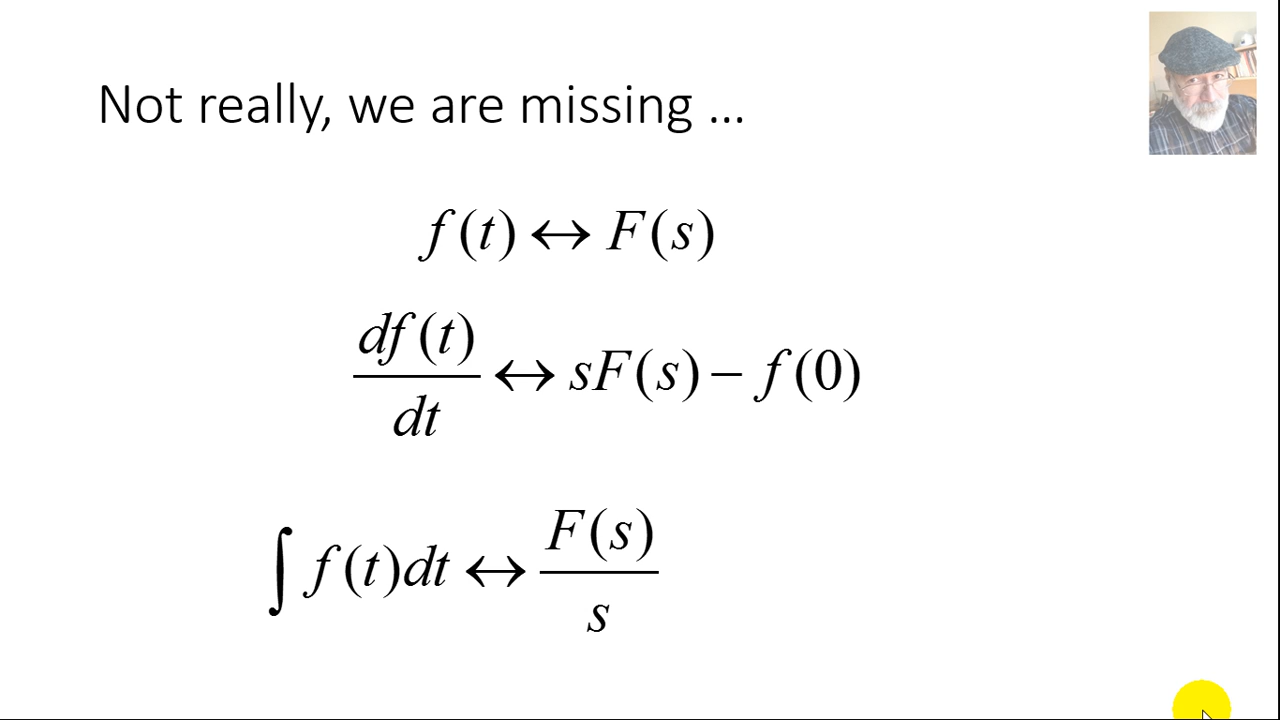 Not really, we are missing ...
f(t) ↔ F(s)
df(t)/dt ↔ sF(s) − f(0)
∫ f(t)dt ↔ F(s)/s